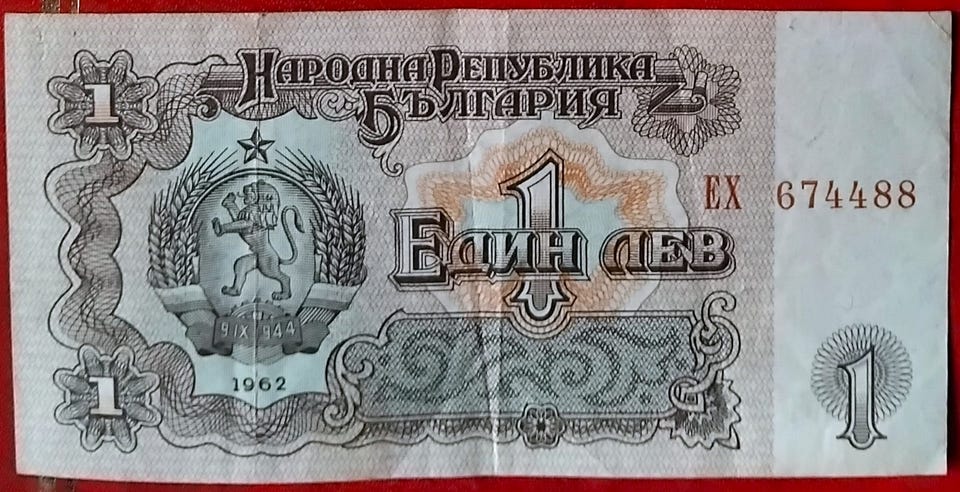 1
НАРОДНА РЕПУБЛИКА
БЪЛГАРИЯ
1
ЕХ 674488
ЕДИН ЛЕВ
9 IX 1944
1962
1
1